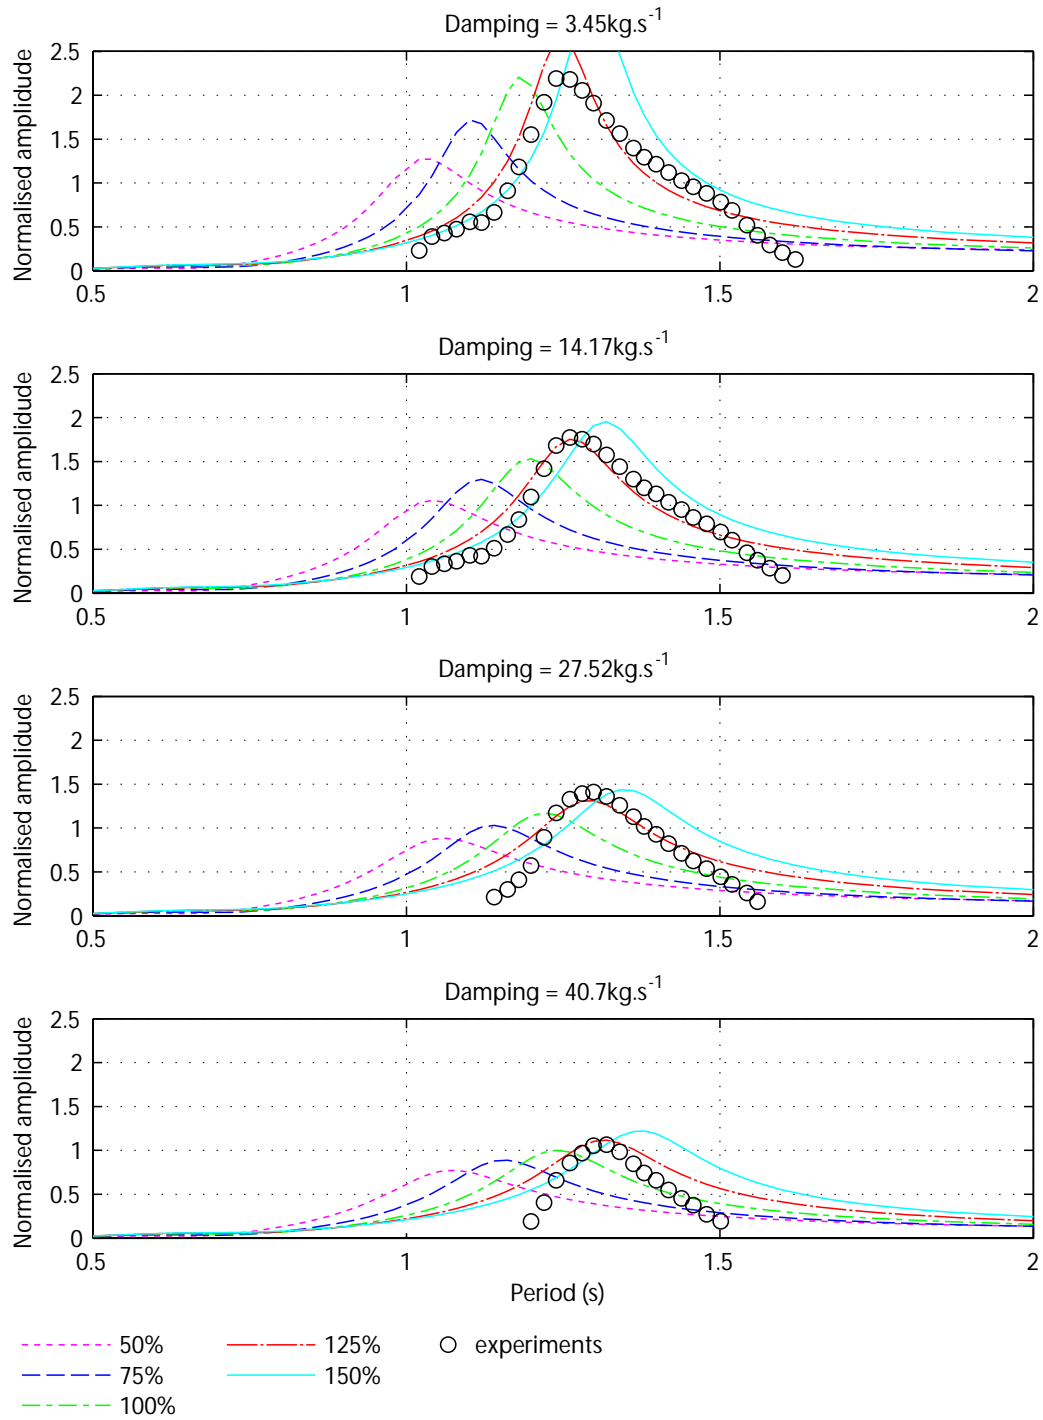 Damping = 3.45kg.s-1
Normalised amplidude
2.5
2
1.5
1
0.5
0
0.5 1 1.5 2
Damping = 14.17kg.s-1
Normalised amplidude
2.5
2
1.5
1
0.5
0
0.5 1 1.5 2
Damping = 27.52kg.s-1
Normalised amplidude
2.5
2
1.5
1
0.5
0
0.5 1 1.5 2
Damping = 40.7kg.s-1
Normalised amplidude
2.5
2
1.5
1
0.5
0
0.5 1 1.5 2
Period (s)
50% 125% experiments
75% 150%
100%